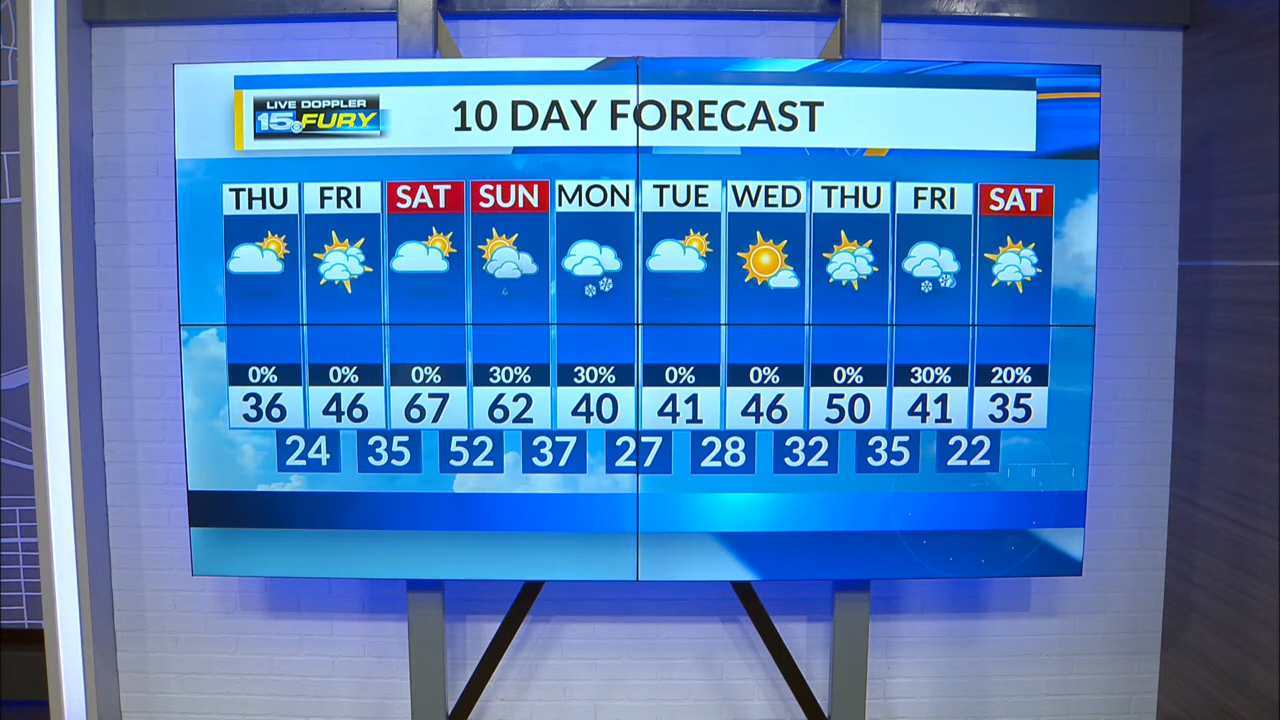 LIVE DOPPLER
15 FURY
10 DAY FORECAST
THU FRI SAT SUN MON TUE WED THU FRI SAT
0% 0% 0% 30% 30% 0% 0% 0% 30% 20%
36 46 67 62 40 41 46 50 41 35
24 35 52 37 27 28 32 35 22